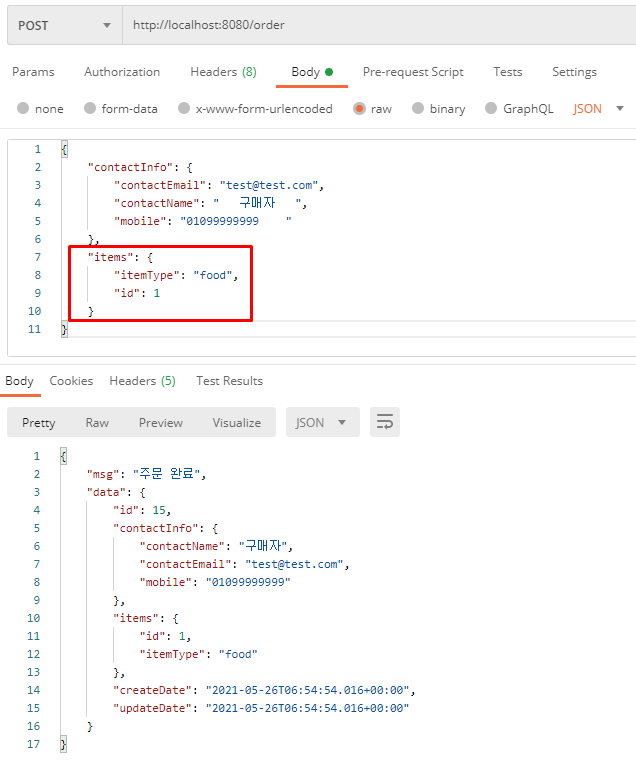 POST http://localhost:8080/order
Params Authorization Headers (8) Body Pre-request Script Tests Settings
none form-data x-www-form-urlencoded raw binary GraphQL JSON
1 {
2 "contactInfo": {
3 "contactEmail": "test@test.com",
4 "contactName": "   구매자   ",
5 "mobile": "01099999999    "
6 },
7 "items": {
8 "itemType": "food",
9 "id": 1
10 }
11 }
Body Cookies Headers (5) Test Results
Pretty Raw Preview Visualize JSON
1 {
2 "msg": "주문 완료",
3 "data": {
4 "id": 15,
5 "contactInfo": {
6 "contactName": "구매자",
7 "contactEmail": "test@test.com",
8 "mobile": "01099999999"
9 },
10 "items": {
11 "id": 1,
12 "itemType": "food"
13 },
14 "createDate": "2021-05-26T06:54:54.016+00:00",
15 "updateDate": "2021-05-26T06:54:54.016+00:00"
16 }
17 }